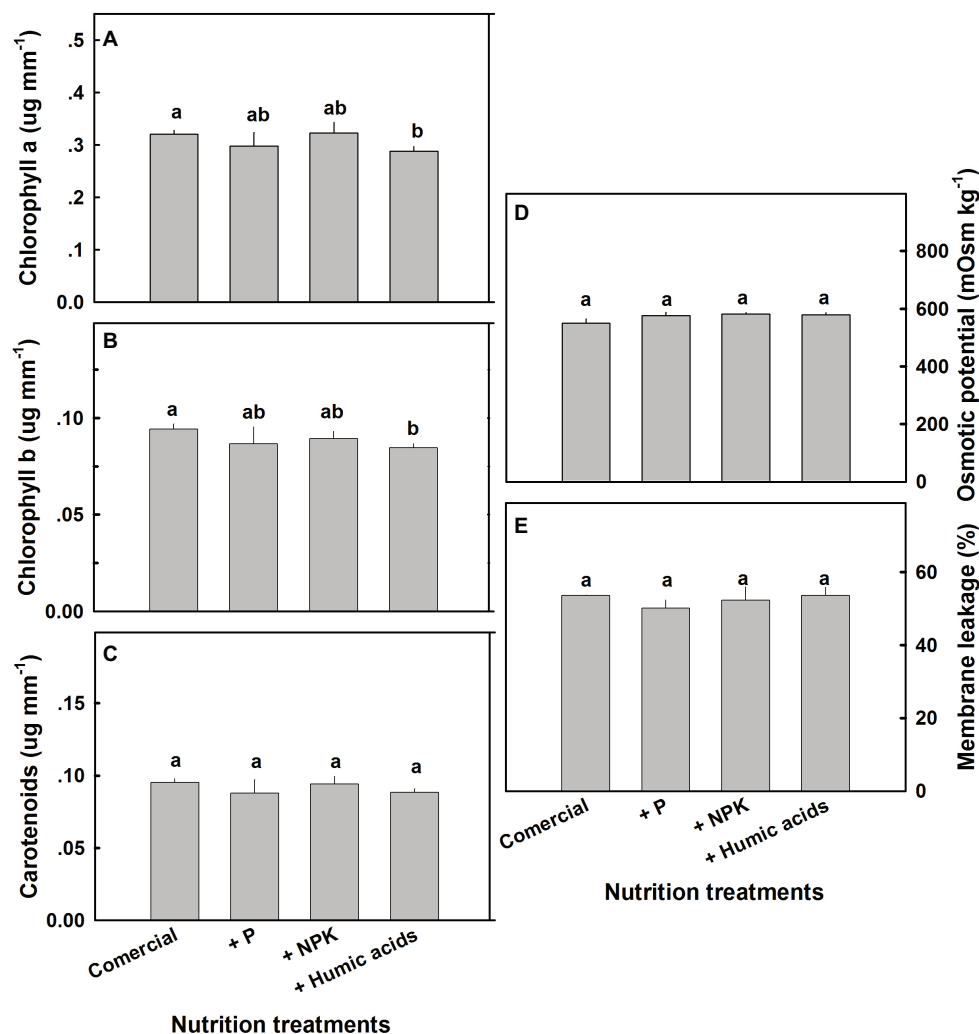 A
Chlorophyll a (ug mm-1)
.5
.4
.3
.2
.1
0.0
a
ab
ab
b
B
Chlorophyll b (ug mm-1)
.10
.05
0.00
a
ab
ab
b
C
Carotenoids (ug mm-1)
.15
.10
.05
0.00
a
a
a
a
Comercial
+ P
+ NPK
+ Humic acids
Nutrition treatments
D
Osmotic potential (mOsm kg-1)
800
600
400
200
0
a
a
a
a
E
Membrane leakage (%)
60
40
20
0
a
a
a
a
Comercial
+ P
+ NPK
+ Humic acids
Nutrition treatments